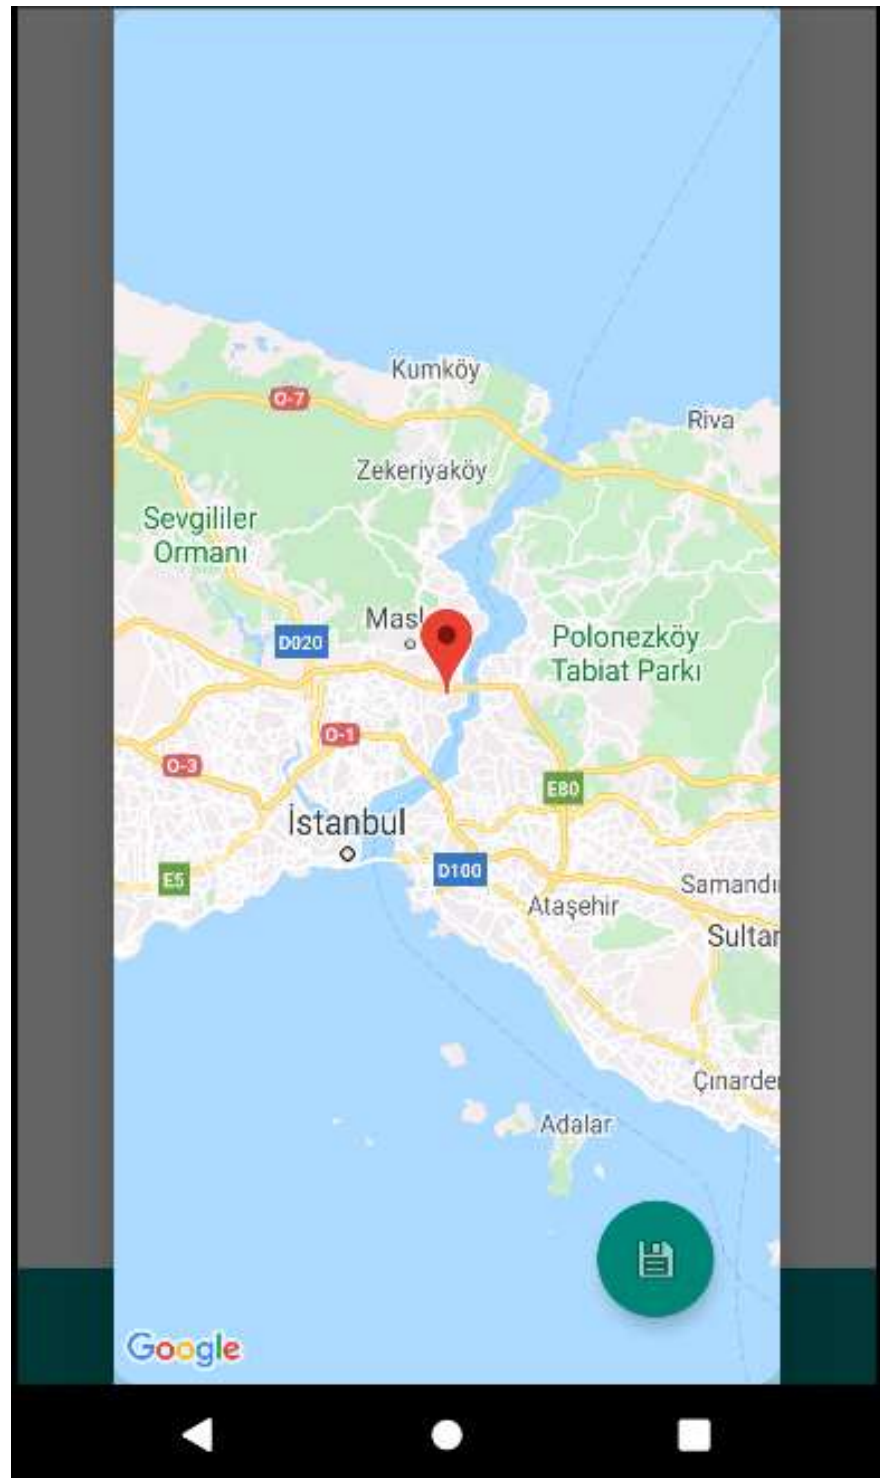 Kumköy
O-7
Riva
Zekeriyaköy
Sevgililer
Ormanı
Masl
D020
Polonezköy
Tabiat Parkı
O-1
O-3
E80
İstanbul
D100
E5
Samandı
Ataşehir
Sultan
Çınarder
Adalar
Google